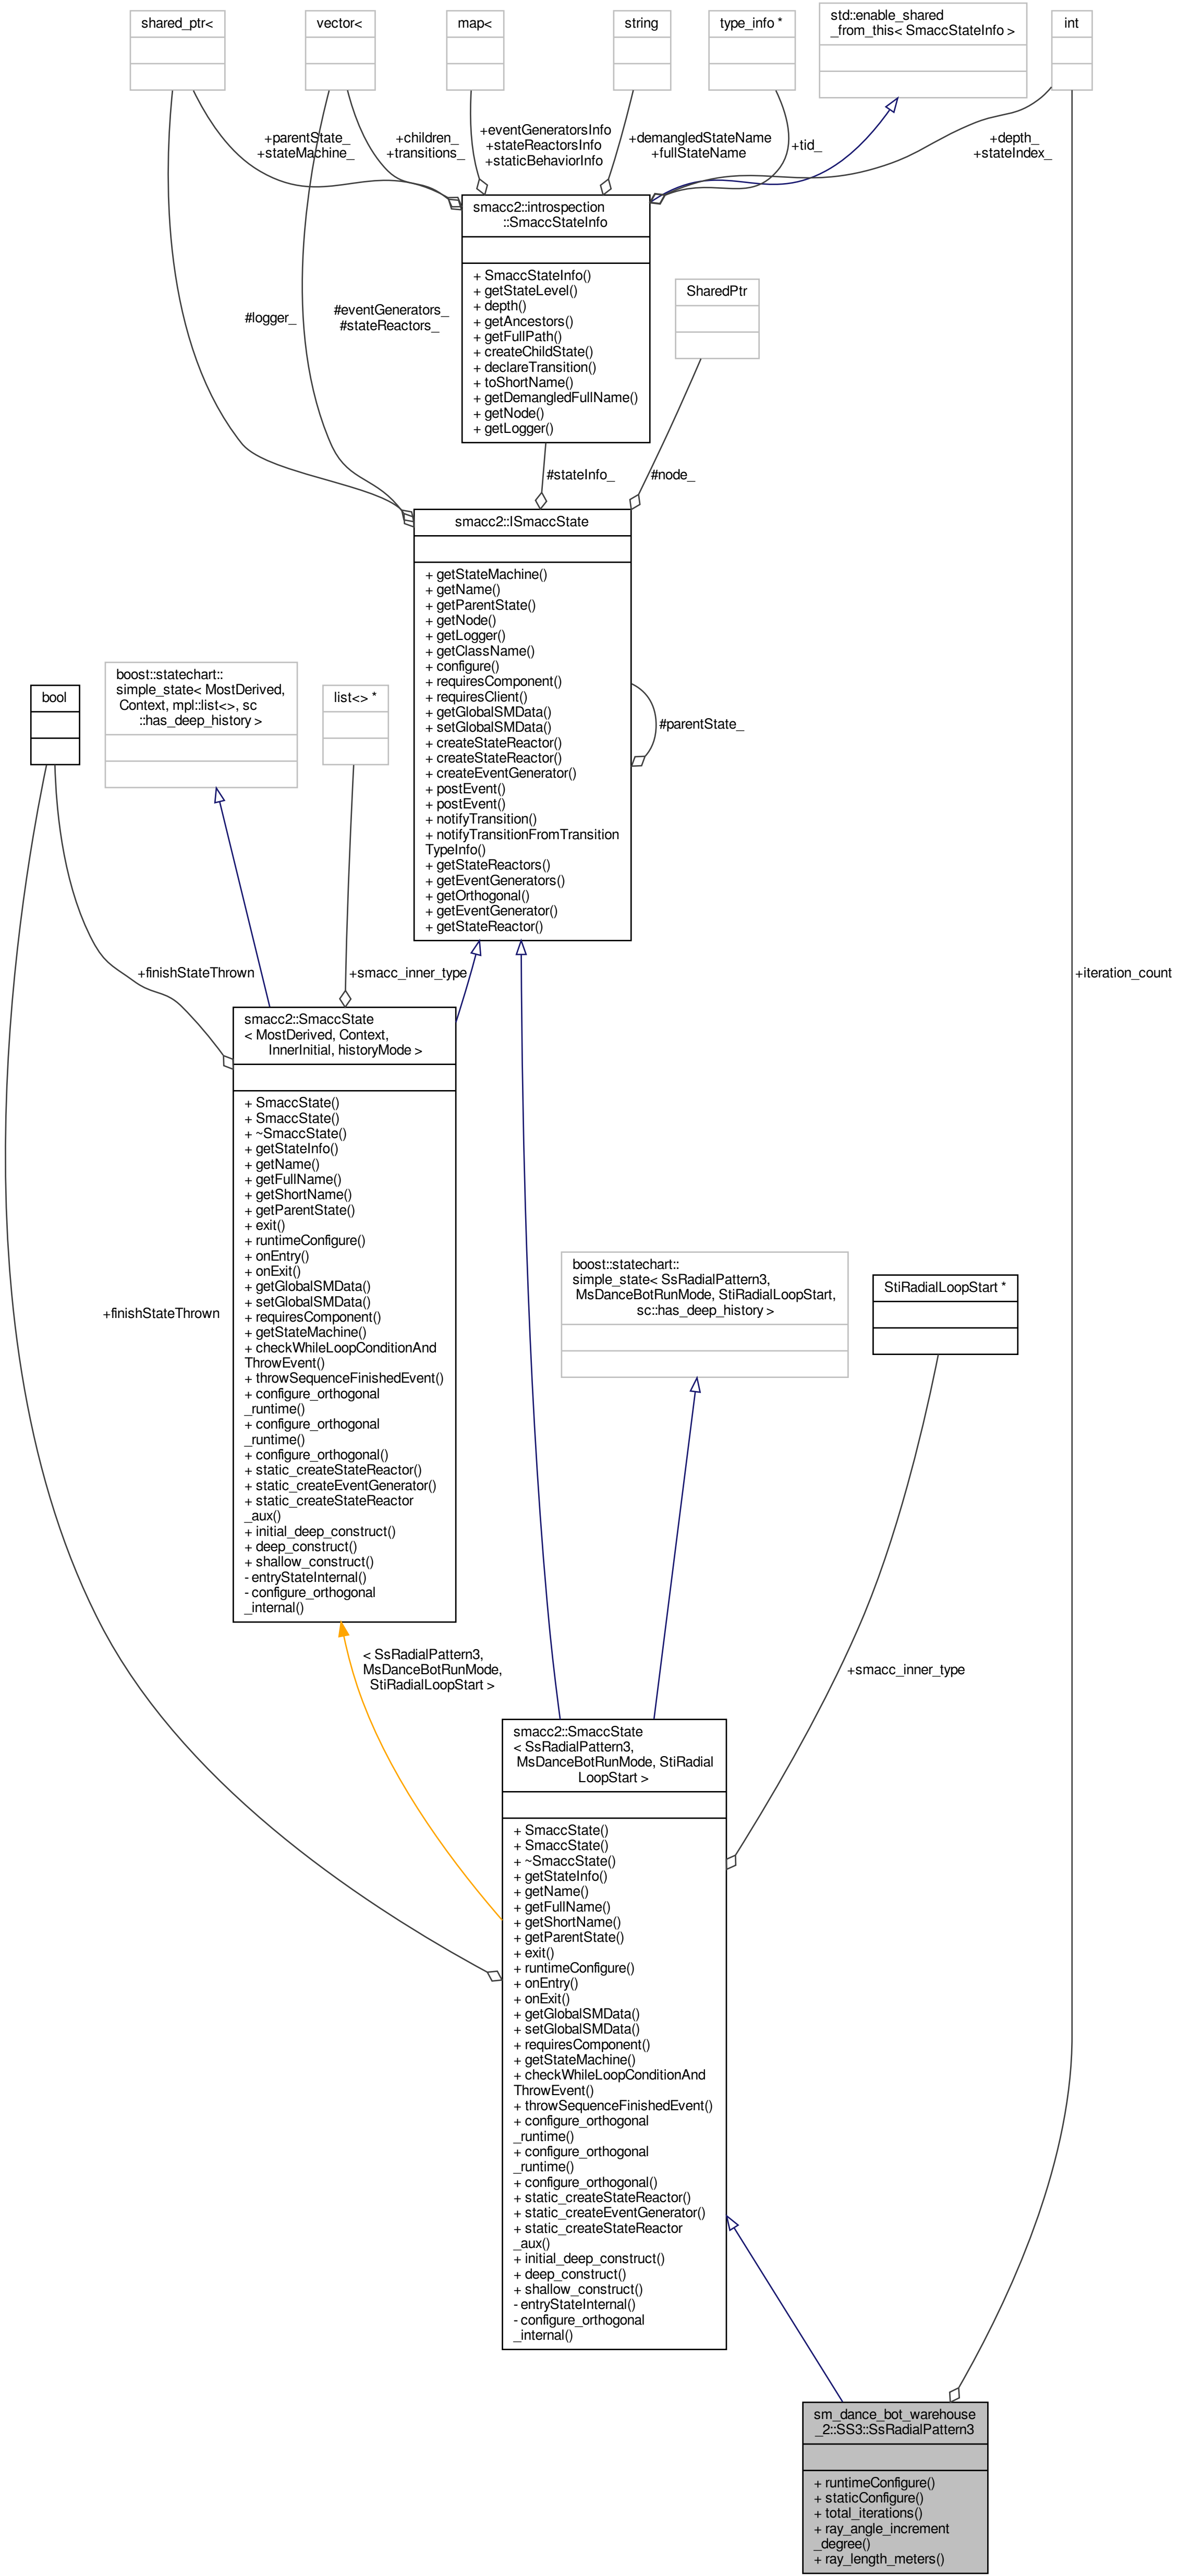 shared_ptr<
vector<
map<
string
type_info *
std::enable_shared
_from_this< SmaccStateInfo >
int
+parentState_
+stateMachine_
+children_
+transitions_
+eventGeneratorsInfo
+stateReactorsInfo
+staticBehaviorInfo
+demangledStateName
+fullStateName
+tid_
+depth_
+stateIndex_
smacc2::introspection
::SmaccStateInfo
+ SmaccStateInfo()
+ getStateLevel()
+ depth()
+ getAncestors()
+ getFullPath()
+ createChildState()
+ declareTransition()
+ toShortName()
+ getDemangledFullName()
+ getNode()
+ getLogger()
SharedPtr
#logger_
#eventGenerators_
#stateReactors_
#stateInfo_
#node_
smacc2::ISmaccState
+ getStateMachine()
+ getName()
+ getParentState()
+ getNode()
+ getLogger()
+ getClassName()
+ configure()
+ requiresComponent()
+ requiresClient()
+ getGlobalSMData()
+ setGlobalSMData()
+ createStateReactor()
+ createStateReactor()
+ createEventGenerator()
+ postEvent()
+ postEvent()
+ notifyTransition()
+ notifyTransitionFromTransition
TypeInfo()
+ getStateReactors()
+ getEventGenerators()
+ getOrthogonal()
+ getEventGenerator()
+ getStateReactor()
#parentState_
bool
boost::statechart::
simple_state< MostDerived,
Context, mpl::list<>, sc
::has_deep_history >
list<> *
+finishStateThrown
+smacc_inner_type
+iteration_count
smacc2::SmaccState
< MostDerived, Context,
InnerInitial, historyMode >
+ SmaccState()
+ SmaccState()
+ ~SmaccState()
+ getStateInfo()
+ getName()
+ getFullName()
+ getShortName()
+ getParentState()
+ exit()
+ runtimeConfigure()
+ onEntry()
+ onExit()
+ getGlobalSMData()
+ setGlobalSMData()
+ requiresComponent()
+ getStateMachine()
+ checkWhileLoopConditionAnd
ThrowEvent()
+ throwSequenceFinishedEvent()
+ configure_orthogonal
_runtime()
+ configure_orthogonal
_runtime()
+ configure_orthogonal()
+ static_createStateReactor()
+ static_createEventGenerator()
+ static_createStateReactor
_aux()
+ initial_deep_construct()
+ deep_construct()
+ shallow_construct()
- entryStateInternal()
- configure_orthogonal
_internal()
+finishStateThrown
boost::statechart::
simple_state< SsRadialPattern3,
MsDanceBotRunMode, StiRadialLoopStart,
sc::has_deep_history >
StiRadialLoopStart *
< SsRadialPattern3,
MsDanceBotRunMode,
StiRadialLoopStart >
+smacc_inner_type
smacc2::SmaccState
< SsRadialPattern3,
MsDanceBotRunMode, StiRadial
LoopStart >
+ SmaccState()
+ SmaccState()
+ ~SmaccState()
+ getStateInfo()
+ getName()
+ getFullName()
+ getShortName()
+ getParentState()
+ exit()
+ runtimeConfigure()
+ onEntry()
+ onExit()
+ getGlobalSMData()
+ setGlobalSMData()
+ requiresComponent()
+ getStateMachine()
+ checkWhileLoopConditionAnd
ThrowEvent()
+ throwSequenceFinishedEvent()
+ configure_orthogonal
_runtime()
+ configure_orthogonal
_runtime()
+ configure_orthogonal()
+ static_createStateReactor()
+ static_createEventGenerator()
+ static_createStateReactor
_aux()
+ initial_deep_construct()
+ deep_construct()
+ shallow_construct()
- entryStateInternal()
- configure_orthogonal
_internal()
sm_dance_bot_warehouse
_2::SS3::SsRadialPattern3
+ runtimeConfigure()
+ staticConfigure()
+ total_iterations()
+ ray_angle_increment
_degree()
+ ray_length_meters()